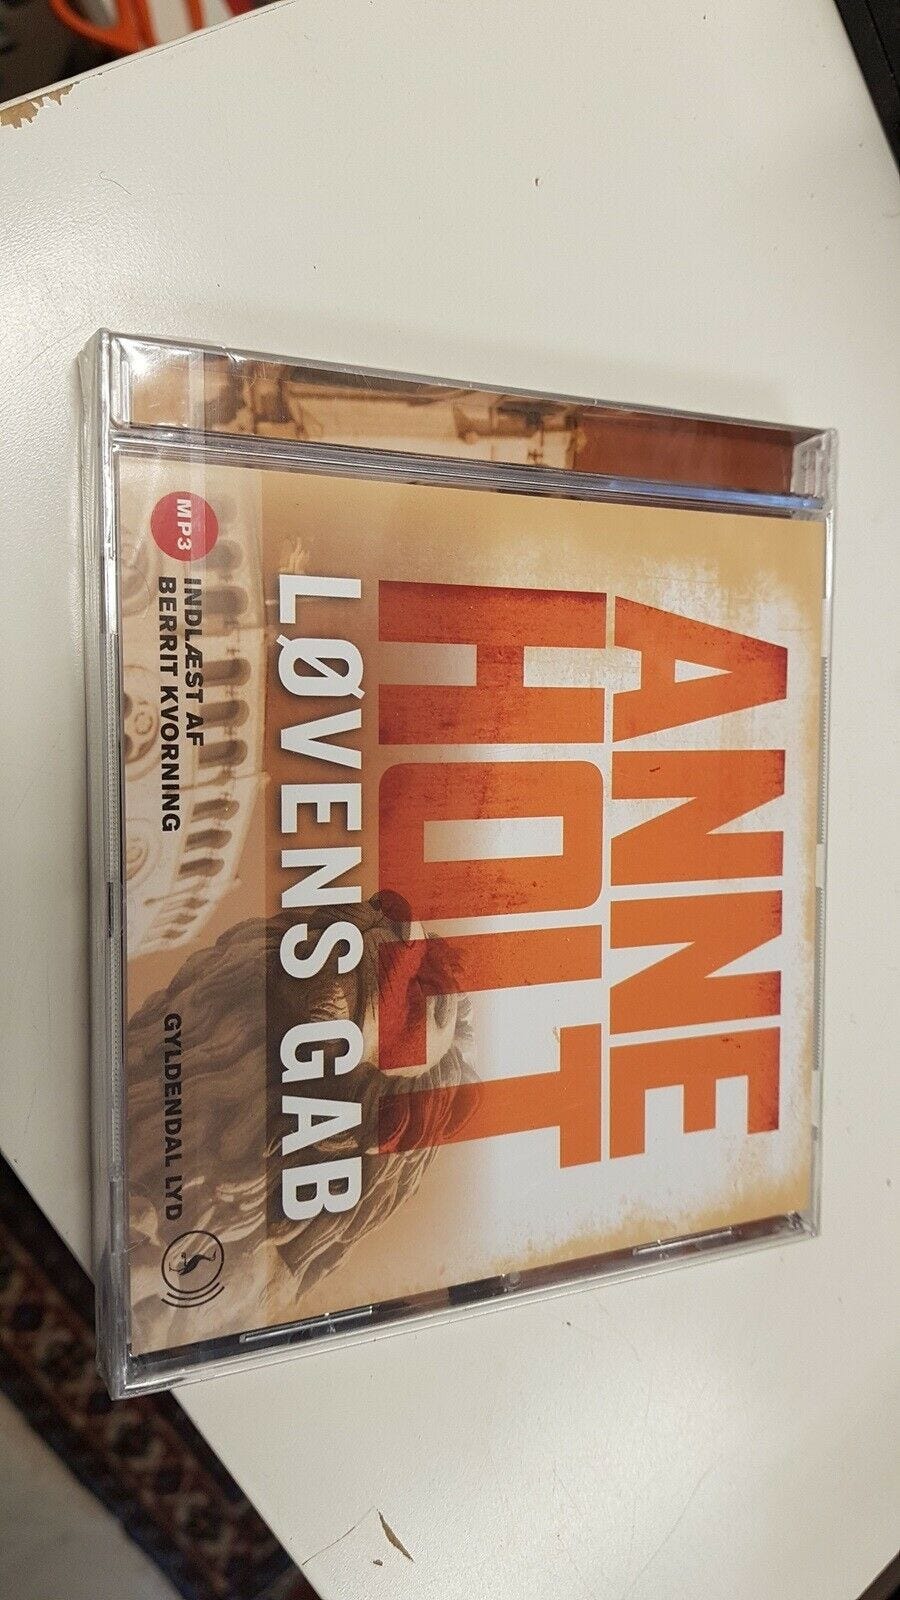 ANNE
HOLT
LØVENS GAB
MP3
INDLÆST AF
BERRIT KVORNING
GYLDENDAL LYD